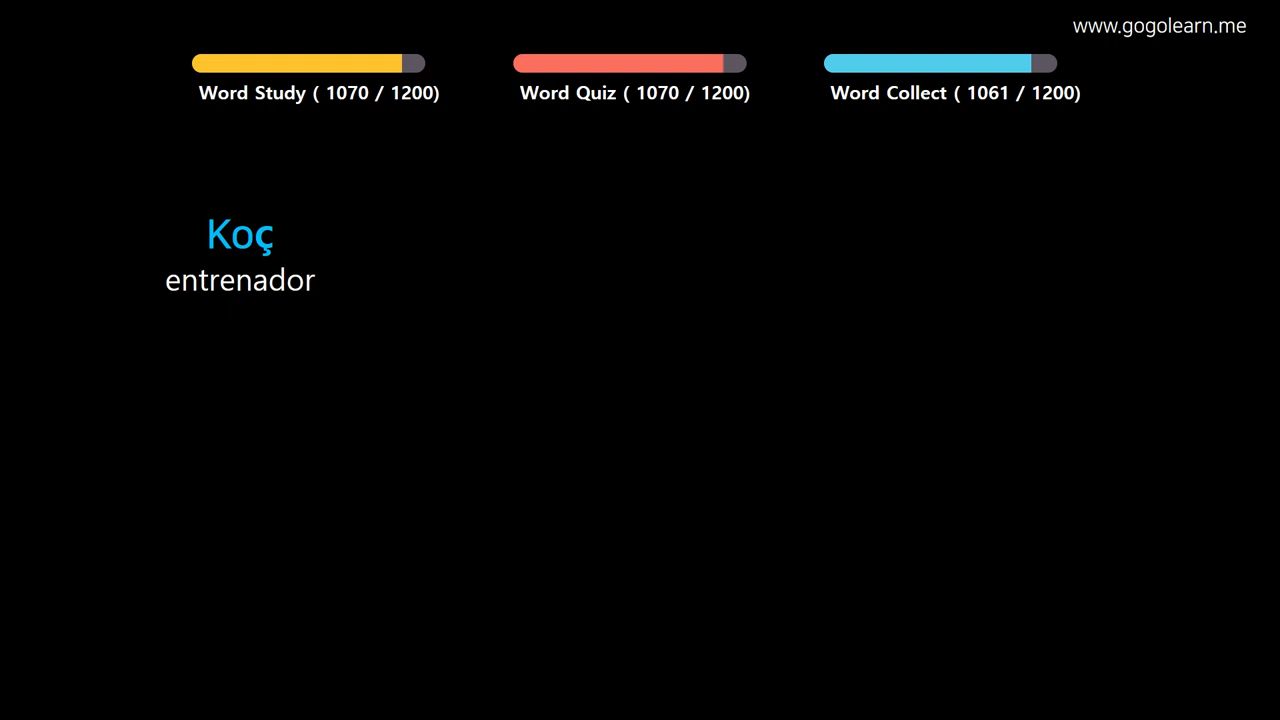 www.gogolearn.me
Word Study ( 1070 / 1200)
Word Quiz ( 1070 / 1200)
Word Collect ( 1061 / 1200)
Koç
entrenador